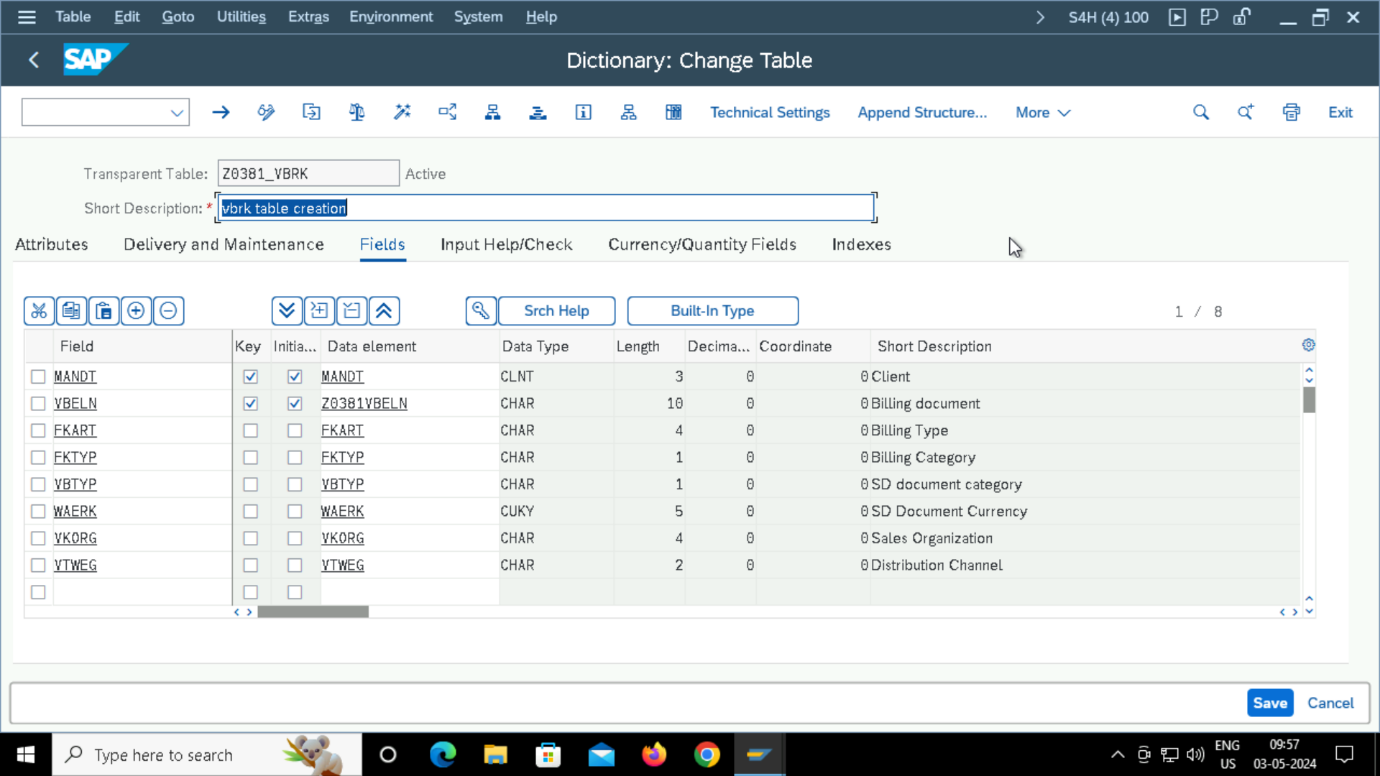 Table Edit Goto Utilities Extras Environment System Help S4H (4) 100
SAP Dictionary: Change Table
Technical Settings Append Structure... More Exit
Transparent Table: Z0381_VBRK Active
Short Description: * vbrk table creation
Attributes Delivery and Maintenance Fields Input Help/Check Currency/Quantity Fields Indexes
Srch Help Built-In Type 1 / 8
Field Key Initia... Data element Data Type Length Decima... Coordinate Short Description
MANDT MANDT CLNT 3 0 0 Client
VBELN Z0381VBELN CHAR 10 0 0 Billing document
FKART FKART CHAR 4 0 0 Billing Type
FKTYP FKTYP CHAR 1 0 0 Billing Category
VBTYP VBTYP CHAR 1 0 0 SD document category
WAERK WAERK CUKY 5 0 0 SD Document Currency
VKORG VKORG CHAR 4 0 0 Sales Organization
VTWEG VTWEG CHAR 2 0 0 Distribution Channel
Save Cancel
Type here to search ENG 09:57
US 03-05-2024